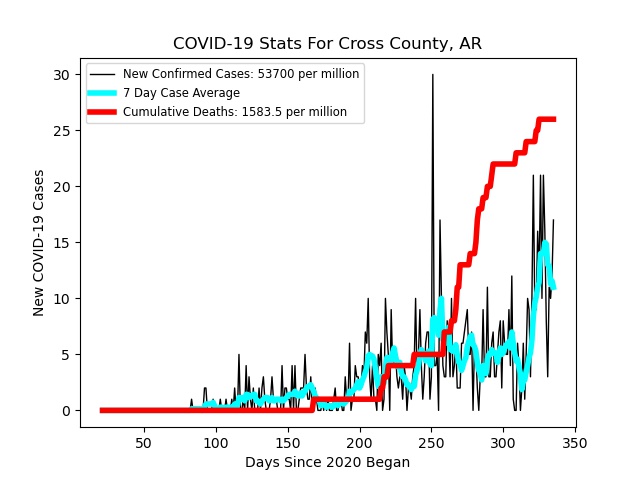 COVID-19 Stats For Cross County, AR
New Confirmed Cases: 53700 per million
7 Day Case Average
Cumulative Deaths: 1583.5 per million
New COVID-19 Cases
30
25
20
15
10
5
0
50
100
150
200
250
300
350
Days Since 2020 Began